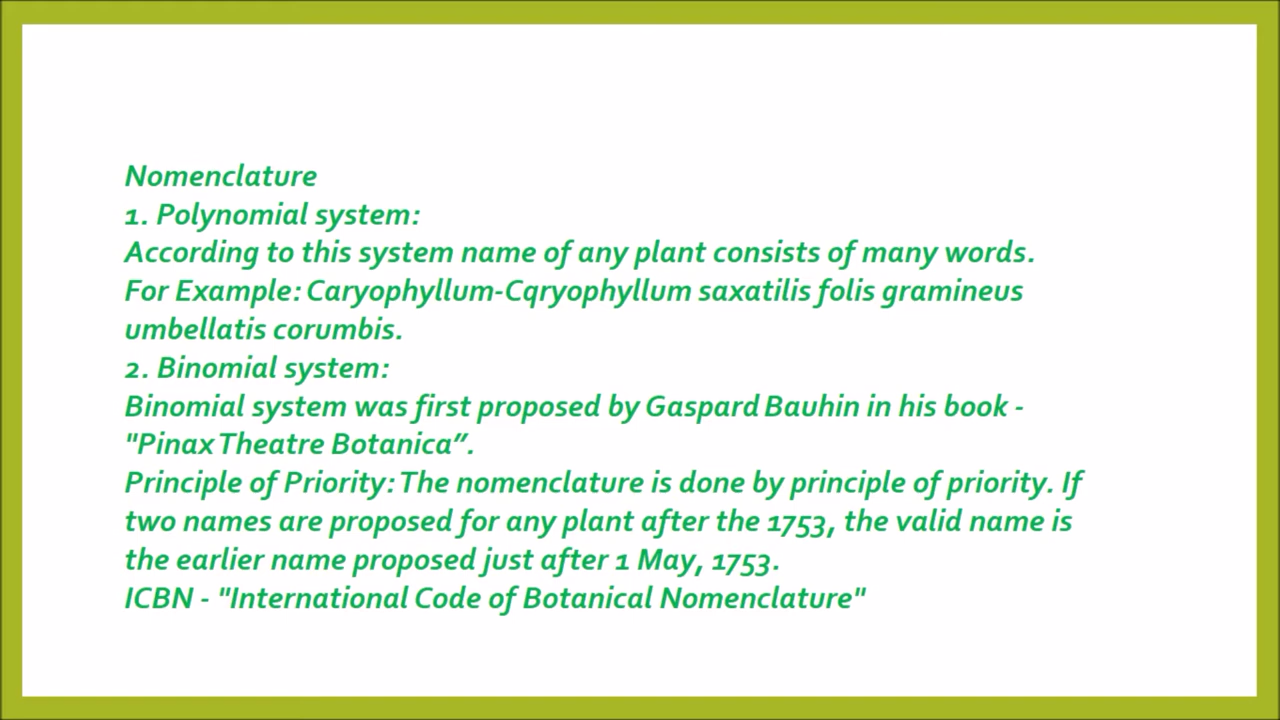 Nomenclature
1. Polynomial system:
According to this system name of any plant consists of many words.
For Example: Caryophyllum-Cqryophyllum saxatilis folis gramineus
umbellatis corumbis.
2. Binomial system:
Binomial system was first proposed by Gaspard Bauhin in his book -
"Pinax Theatre Botanica”.
Principle of Priority: The nomenclature is done by principle of priority. If
two names are proposed for any plant after the 1753, the valid name is
the earlier name proposed just after 1 May, 1753.
ICBN - "International Code of Botanical Nomenclature"